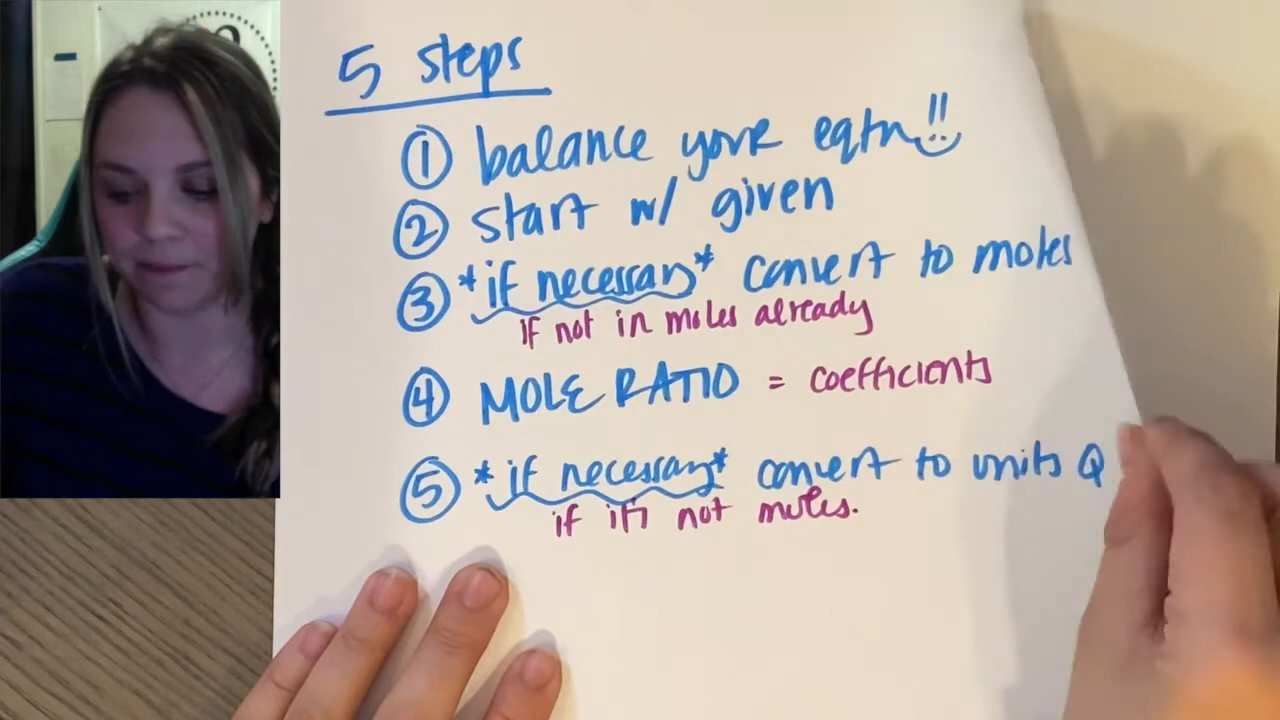 5 steps
① balance your eqtn!!
② start w/ given
③ *if necessary* convert to moles
if not in moles already
④ MOLE RATIO = coefficients
⑤ *if necessary* convert to units Q
if it's not moles.